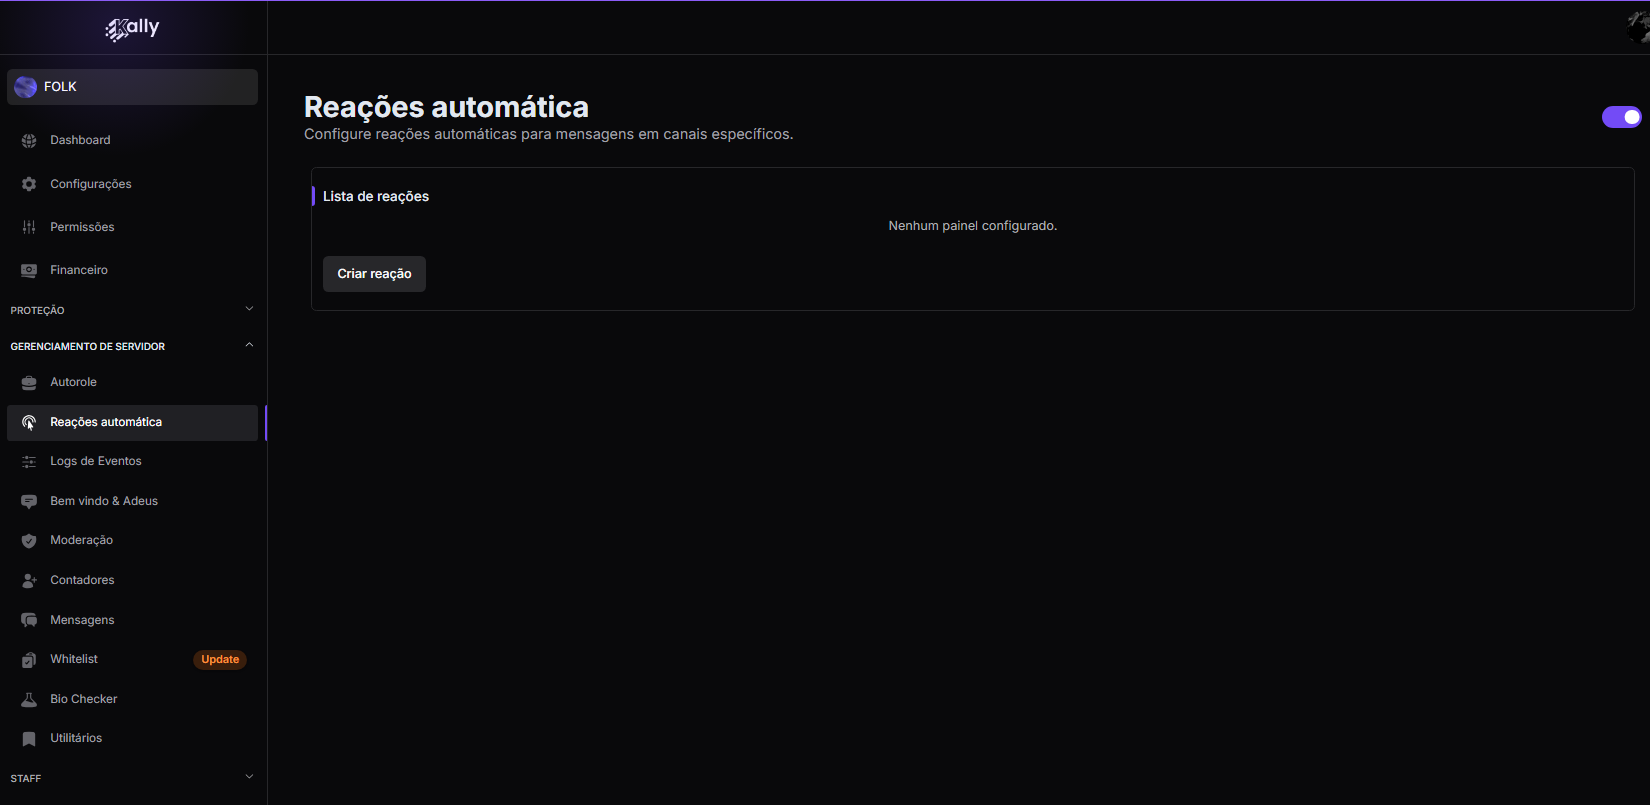 Kally
FOLK
Dashboard
Configurações
Permissões
Financeiro
PROTEÇÃO
GERENCIAMENTO DE SERVIDOR
Autorole
Reações automática
Logs de Eventos
Bem vindo & Adeus
Moderação
Contadores
Mensagens
Whitelist Update
Bio Checker
Utilitários
STAFF
Reações automática
Configure reações automáticas para mensagens em canais específicos.
Lista de reações
Nenhum painel configurado.
Criar reação